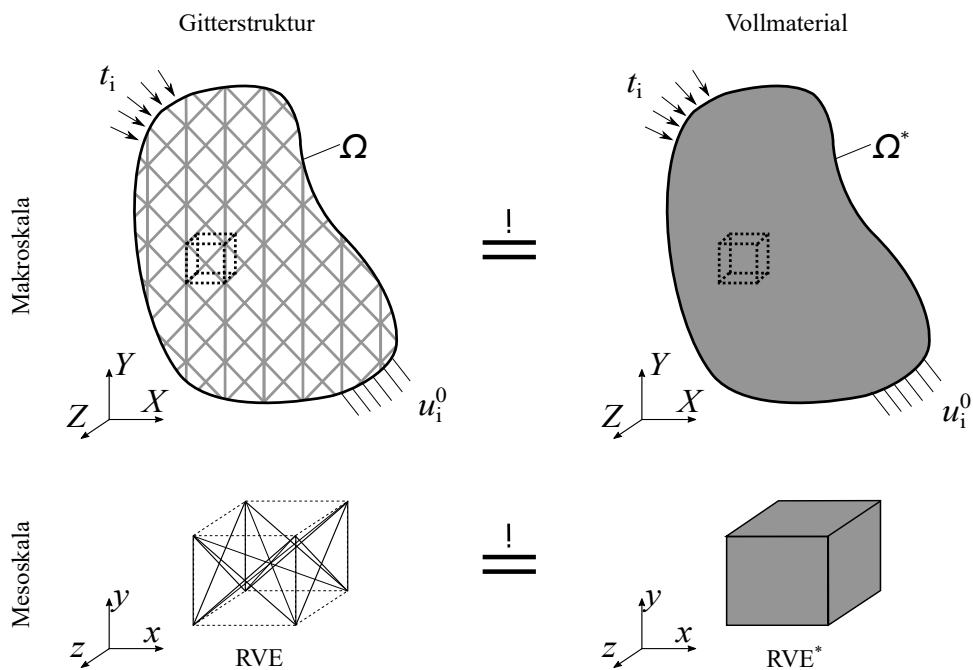 Gitterstruktur
Vollmaterial
Makroskala
t_i
Ω
!
Y
X
Z
u_i^0
t_i
Ω*
Y
X
Z
u_i^0
Mesoskala
!
y
x
z
RVE
y
x
z
RVE*